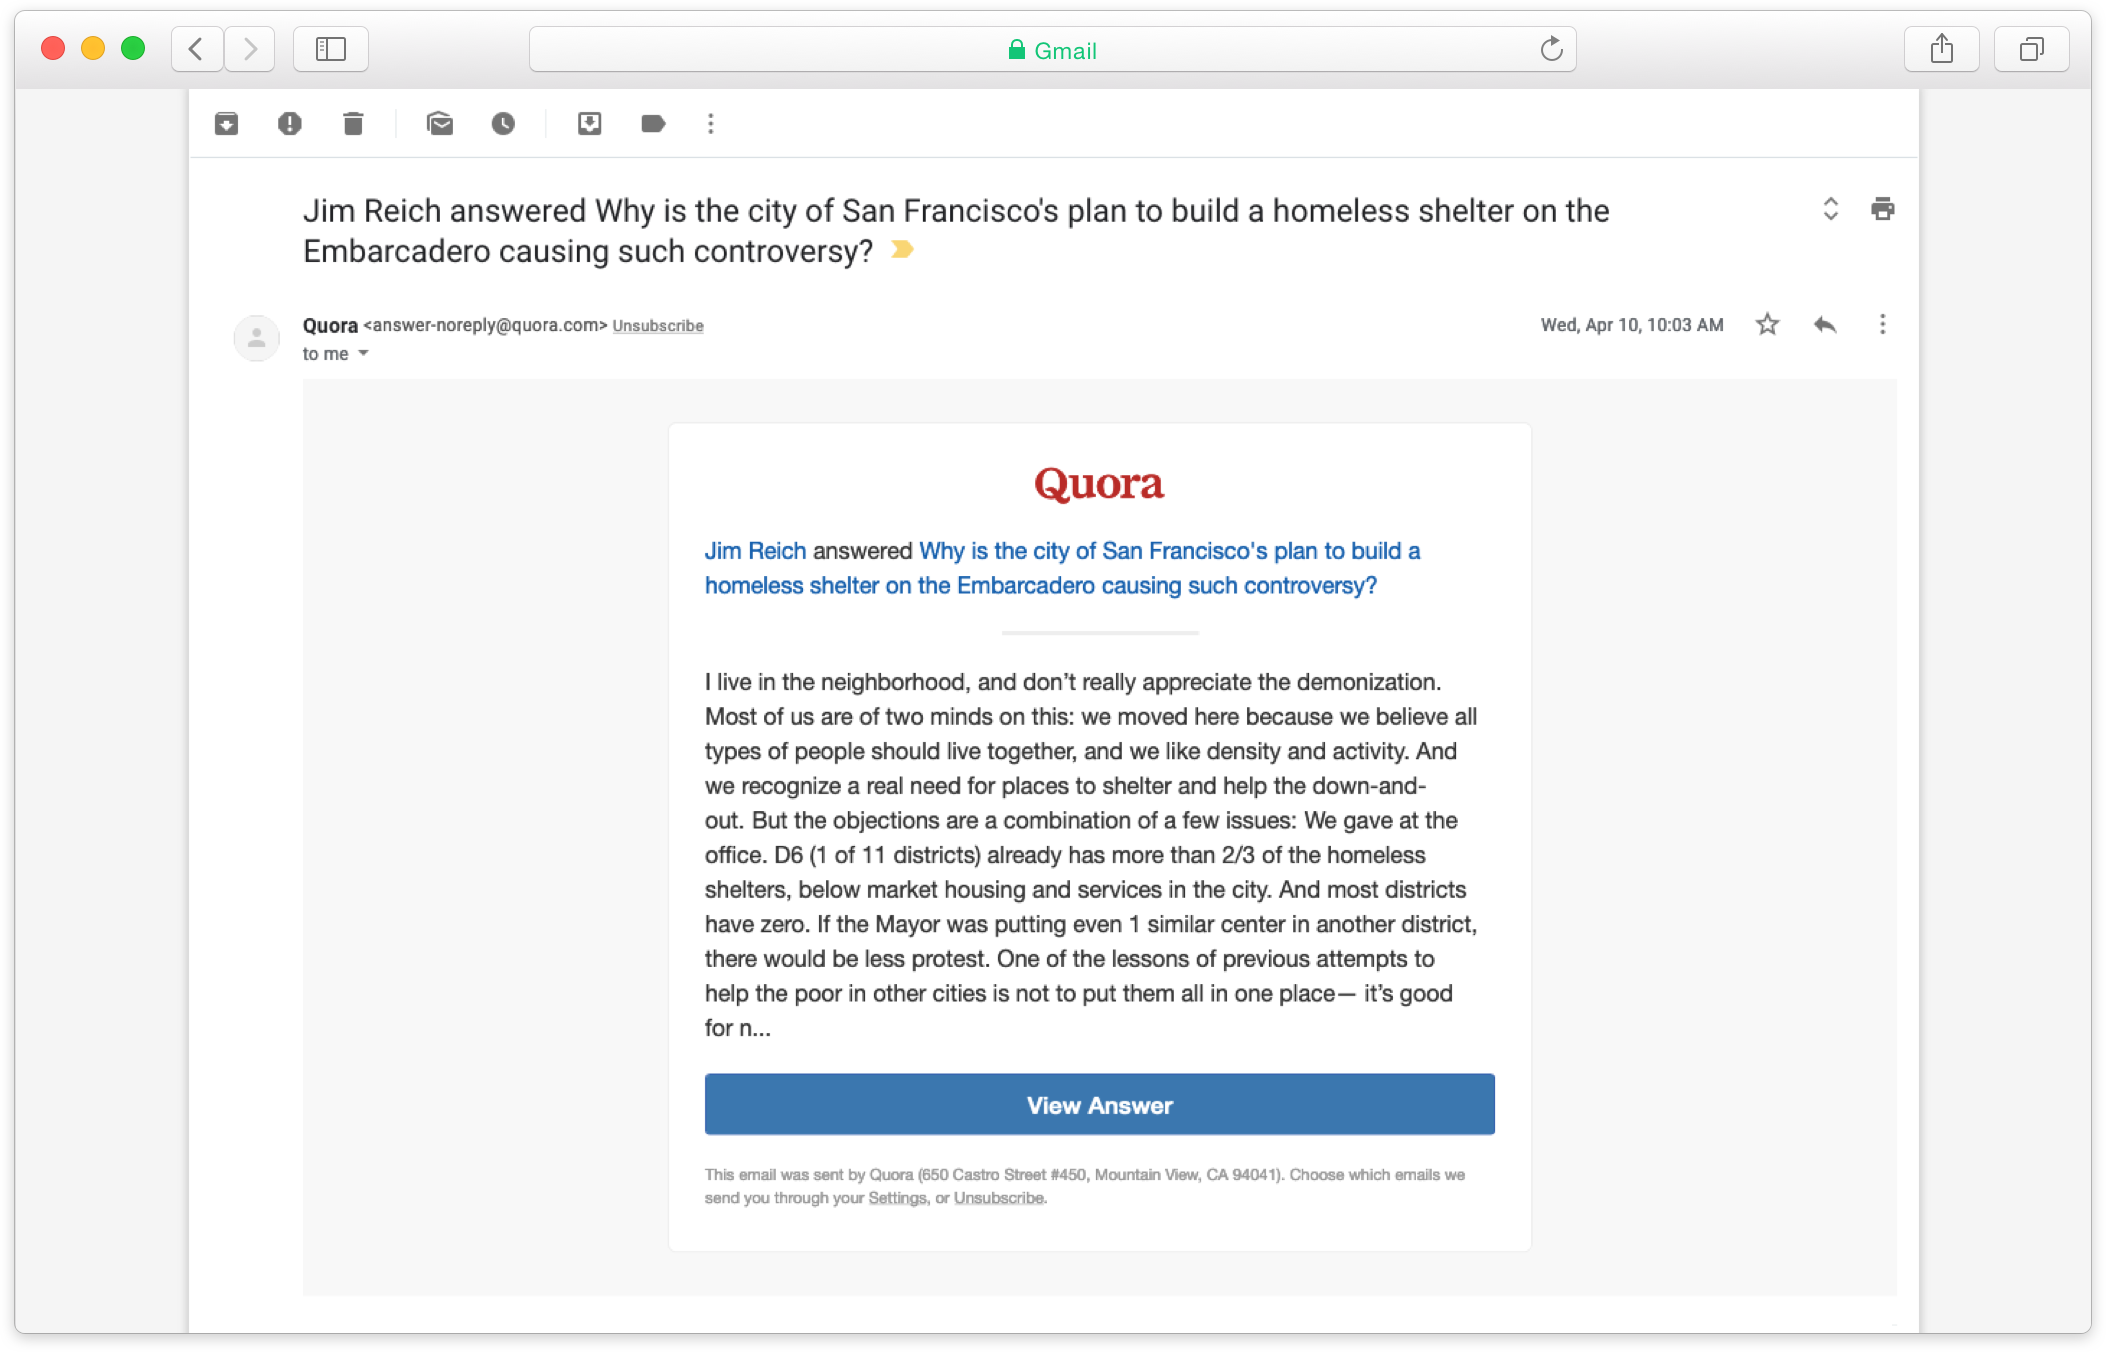 Gmail
Jim Reich answered Why is the city of San Francisco's plan to build a homeless shelter on the
Embarcadero causing such controversy?
Quora <answer-noreply@quora.com> Unsubscribe
Wed, Apr 10, 10:03 AM
to me
Quora
Jim Reich answered Why is the city of San Francisco's plan to build a
homeless shelter on the Embarcadero causing such controversy?
I live in the neighborhood, and don’t really appreciate the demonization.
Most of us are of two minds on this: we moved here because we believe all
types of people should live together, and we like density and activity. And
we recognize a real need for places to shelter and help the down-and-
out. But the objections are a combination of a few issues: We gave at the
office. D6 (1 of 11 districts) already has more than 2/3 of the homeless
shelters, below market housing and services in the city. And most districts
have zero. If the Mayor was putting even 1 similar center in another district,
there would be less protest. One of the lessons of previous attempts to
help the poor in other cities is not to put them all in one place— it’s good
for n...
View Answer
This email was sent by Quora (650 Castro Street #450, Mountain View, CA 94041). Choose which emails we
send you through your Settings, or Unsubscribe.